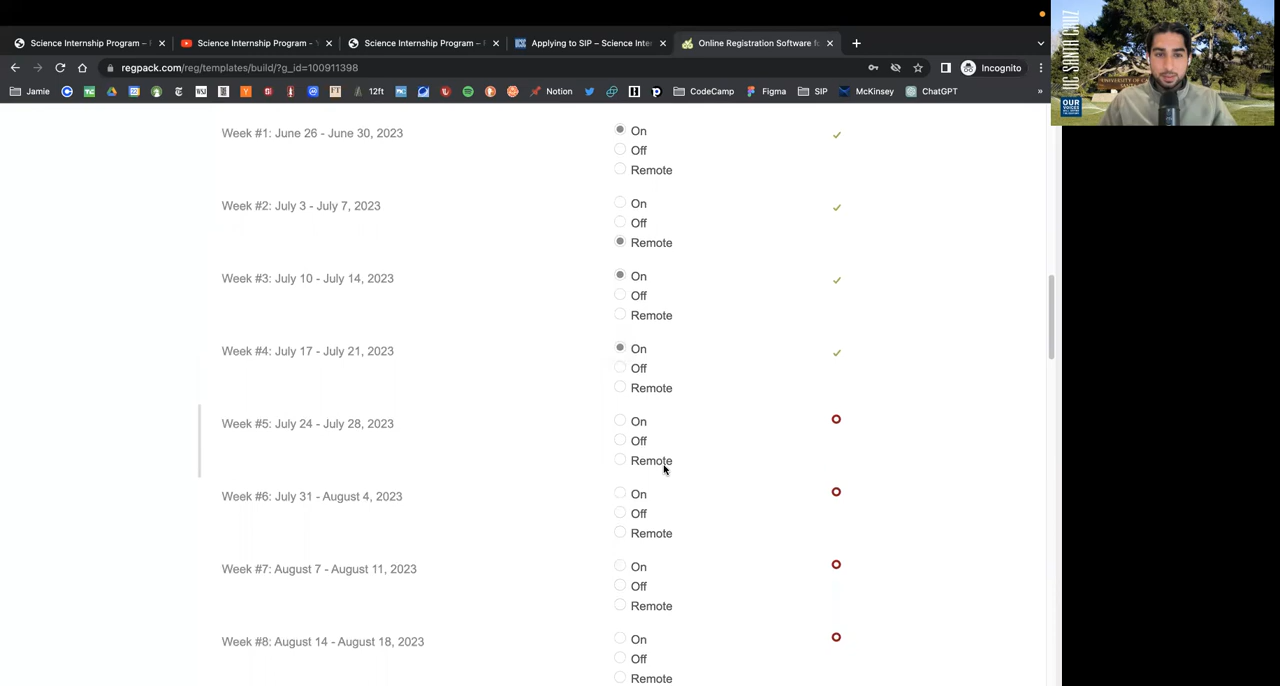 Science Internship Program –
Science Internship Program –
Science Internship Program –
Applying to SIP – Science Inte
Online Registration Software fo
regpack.com/reg/templates/build/?g_id=100911398
Incognito
Jamie
12ft
Notion
CodeCamp
Figma
SIP
McKinsey
ChatGPT
»
UC SANTA CRUZ
OUR
VOICES
Week #1: June 26 - June 30, 2023
On
Off
Remote
Week #2: July 3 - July 7, 2023
On
Off
Remote
Week #3: July 10 - July 14, 2023
On
Off
Remote
Week #4: July 17 - July 21, 2023
On
Off
Remote
Week #5: July 24 - July 28, 2023
On
Off
Remote
Week #6: July 31 - August 4, 2023
On
Off
Remote
Week #7: August 7 - August 11, 2023
On
Off
Remote
Week #8: August 14 - August 18, 2023
On
Off
Remote